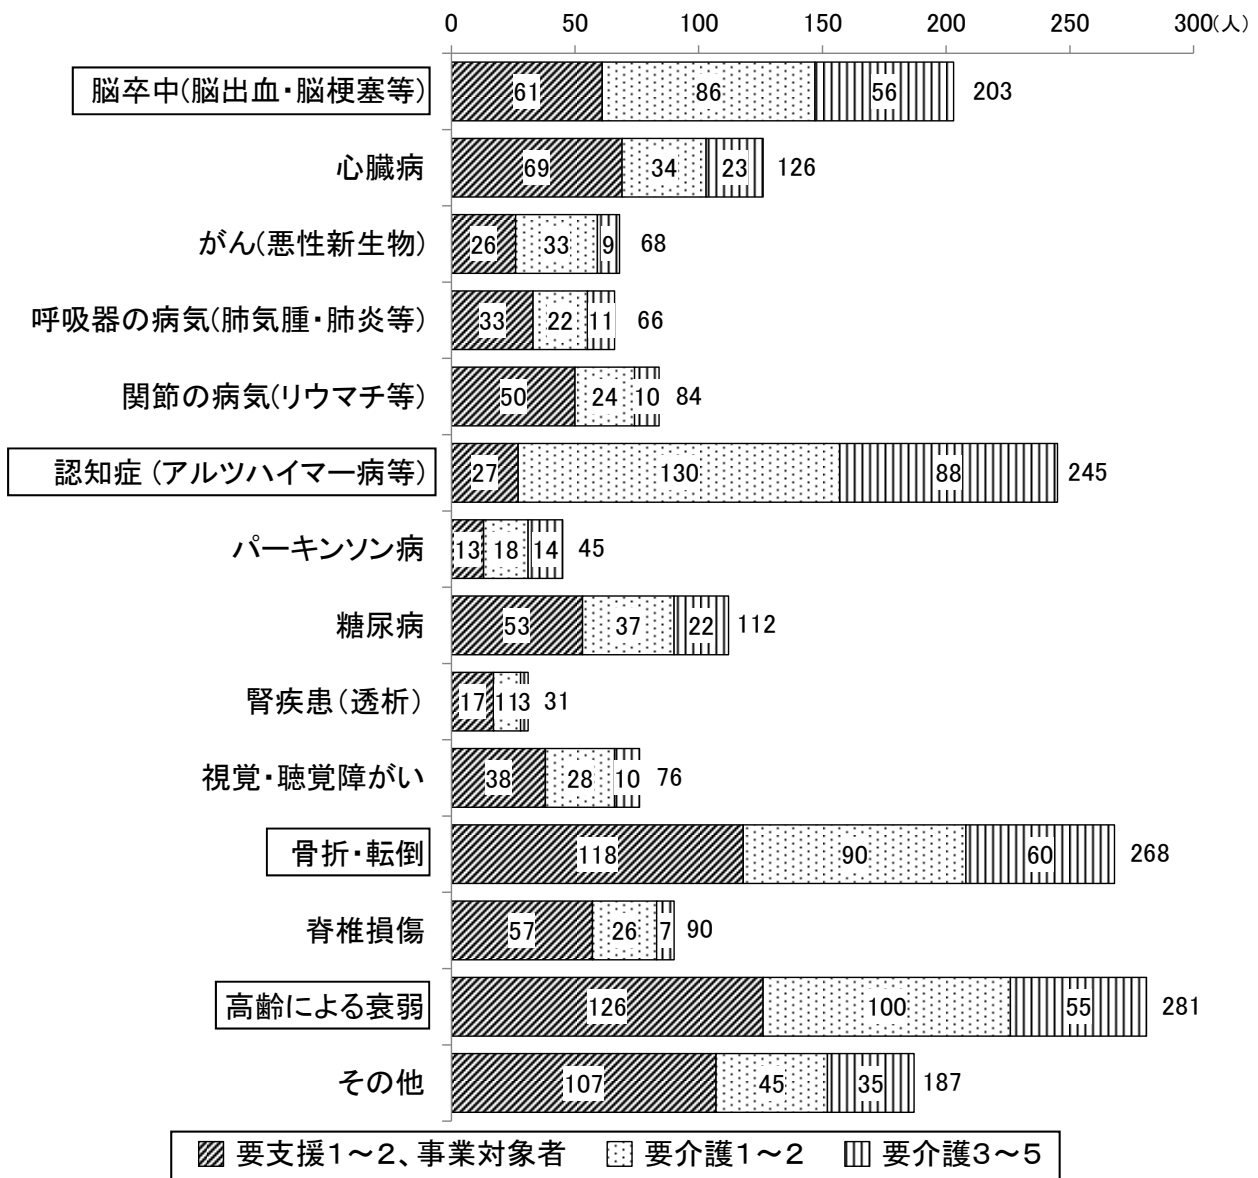 0 50 100 150 200 250 300(人)
脳卒中(脳出血・脳梗塞等) 61 86 56 203
心臓病 69 34 23 126
がん(悪性新生物) 26 33 9 68
呼吸器の病気(肺気腫・肺炎等) 33 22 11 66
関節の病気(リウマチ等) 50 24 10 84
認知症(アルツハイマー病等) 27 130 88 245
パーキンソン病 13 18 14 45
糖尿病 53 37 22 112
腎疾患(透析) 17 11 3 31
視覚・聴覚障がい 38 28 10 76
骨折・転倒 118 90 60 268
脊椎損傷 57 26 7 90
高齢による衰弱 126 100 55 281
その他 107 45 35 187
要支援1～2、事業対象者 要介護1～2 要介護3～5